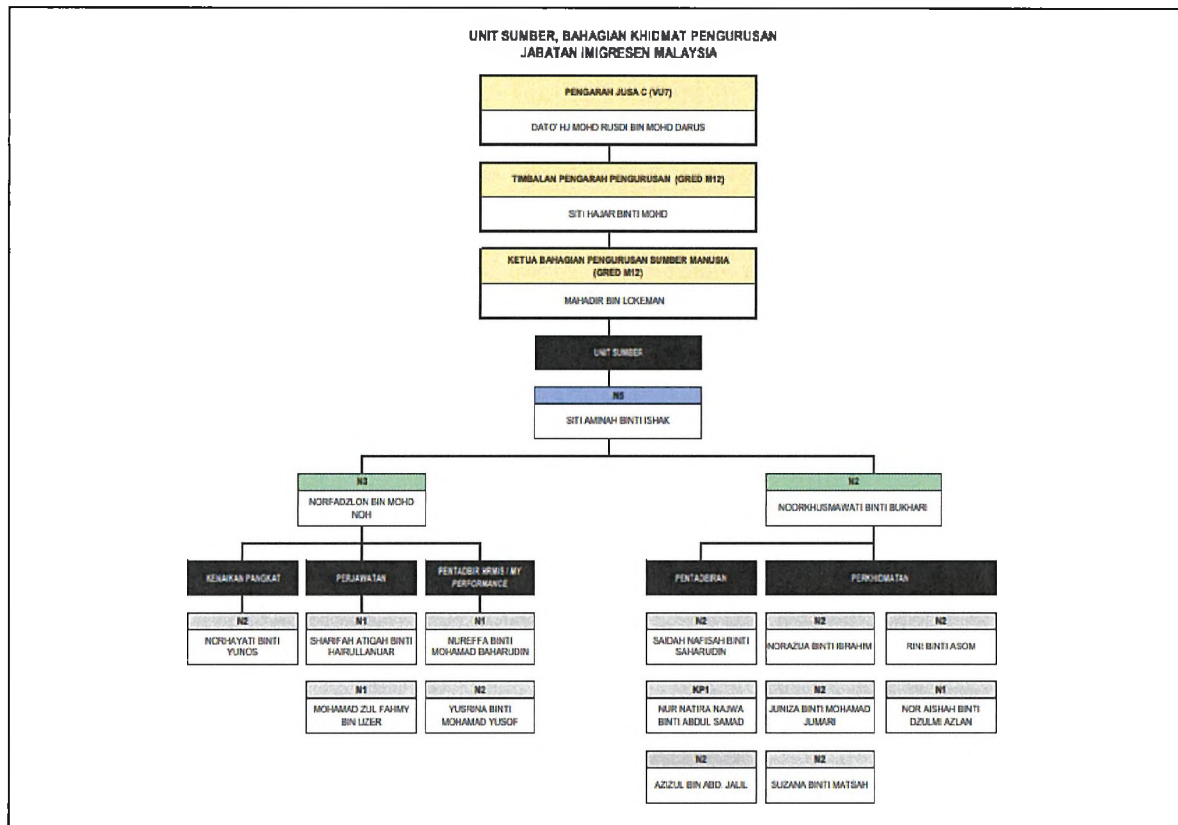 UNIT SUMBER, BAHAGIAN KHIDMAT PENGURUSAN
JABATAN IMIGRESEN MALAYSIA
PENGARAH JUSA C (VU7)
DATO' HJ MOHD RUSDI BIN MOHD DARUS
TIMBALAN PENGARAH PENGURUSAN (GRED M12)
SITI HAJAR BINTI MOHD
KETUA BAHAGIAN PENGURUSAN SUMBER MANUSIA
(GRED M12)
MAHADIR BIN LOKEMAN
UNIT SUMBER
N5
SITI AMINAH BINTI ISHAK
N3
NORFADZLON BIN MOHD
NOH
N2
NOORKHUSMAWATI BINTI BUKHARI
KENAIKAN PANGKAT
N2
NORHAYATI BINTI
YUNOS
PERJAWATAN
N1
SHARIFAH ATIQAH BINTI
HAIRULLANUAR
N1
MOHAMAD ZUL FAHMY
BIN UZER
PENTADBIR HRMIS / MY
PERFORMANCE
N1
NUREFFA BINTI
MOHAMAD BAHARUDIN
N2
YUSRINA BINTI
MOHAMAD YUSOF
PENTADBIRAN
N2
SAIDAH NAFISAH BINTI
SAHARUDIN
KP1
NUR NATIRA NAJWA
BINTI ABDUL SAMAD
N2
AZIZUL BIN ABD. JALIL
PERKHIDMATAN
N2
NORAZUA BINTI IBRAHIM
N2
RINI BINTI ASOM
N2
JUNIZA BINTI MOHAMAD
JUMARI
N1
NOR AISHAH BINTI
DZULMI AZLAN
N2
SUZANA BINTI MATSAH